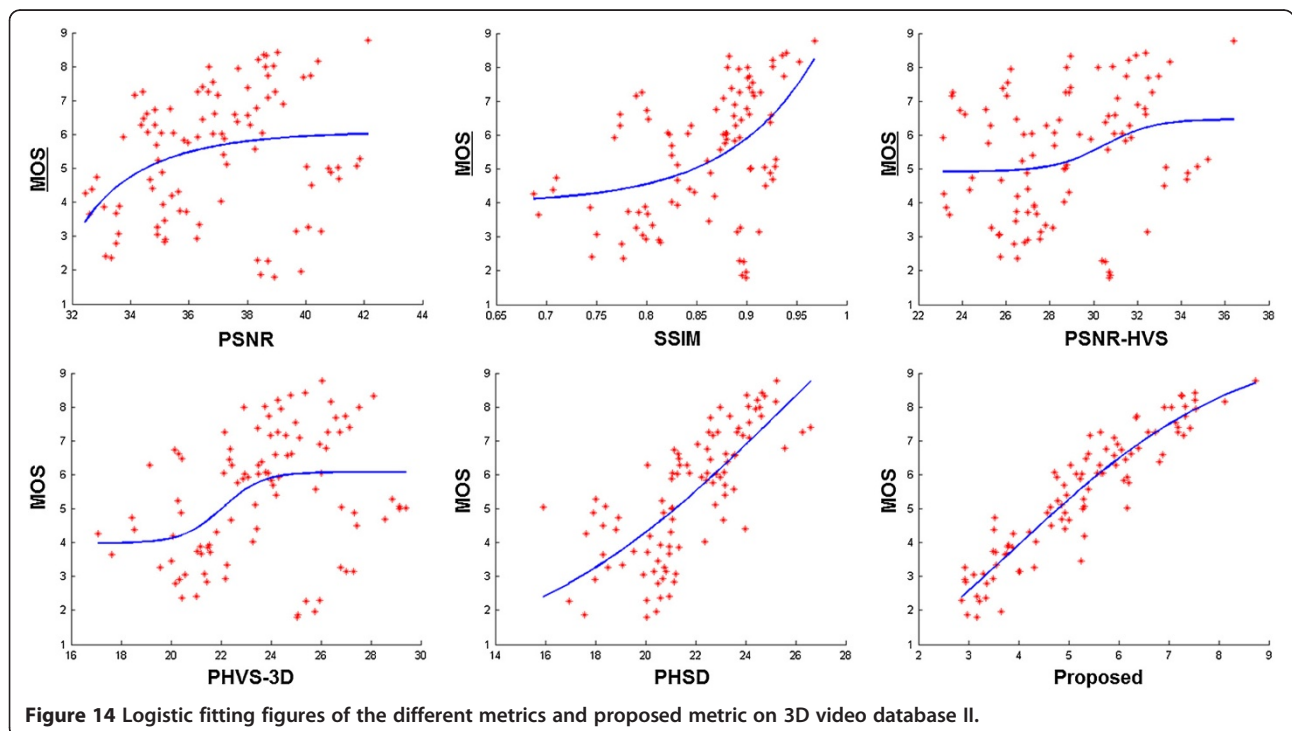 9
8
7
6
5
4
3
2
1
MOS
32 34 36 38 40 42 44
PSNR
9
8
7
6
5
4
3
2
1
MOS
0.65 0.7 0.75 0.8 0.85 0.9 0.95 1
SSIM
9
8
7
6
5
4
3
2
1
MOS
22 24 26 28 30 32 34 36 38
PSNR-HVS
9
8
7
6
5
4
3
2
1
MOS
16 18 20 22 24 26 28 30
PHVS-3D
9
8
7
6
5
4
3
2
1
MOS
14 16 18 20 22 24 26 28
PHSD
9
8
7
6
5
4
3
2
1
MOS
2 3 4 5 6 7 8 9
Proposed
Figure 14 Logistic fitting figures of the different metrics and proposed metric on 3D video database II.